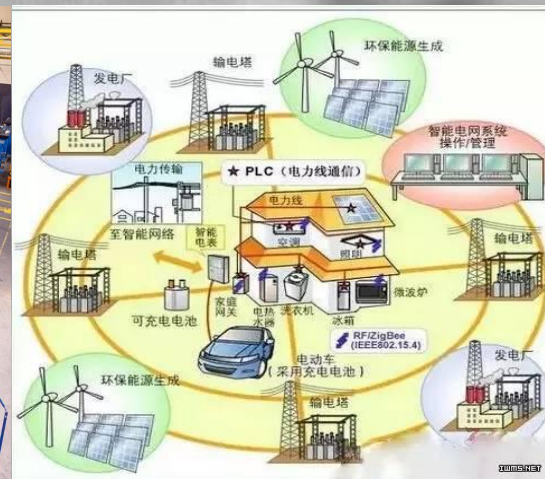 环保能源生成
输电塔
发电厂
智能电网系统
操作/管理
电力传输
★ PLC（电力线通信）
电力线
至智能网络
智能
电表
空调
照明
输电塔
输电塔
可充电电池
家庭
网关
电热
水器
洗衣机
冰箱
微波炉
RF/ZigBee
(IEEE802.15.4)
电动车
（采用充电电池）
发电厂
环保能源生成
输电塔
IWMS.NET